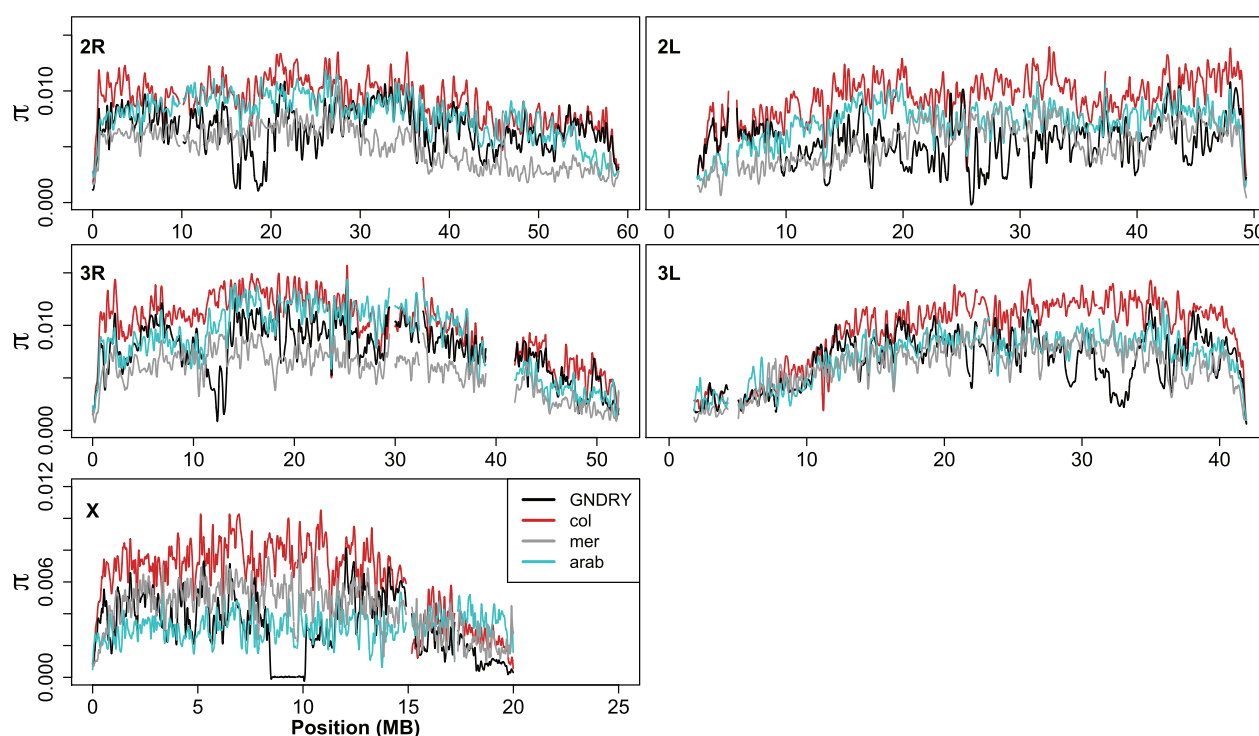 2R
π
0.000
0.010
0 10 20 30 40 50 60
2L
0 10 20 30 40 50
3R
π
0.000
0.010
0 10 20 30 40 50
3L
0 10 20 30 40
X
π
0.000
0.006
0.012
0 5 10 15 20 25
Position (MB)
GNDRY
col
mer
arab